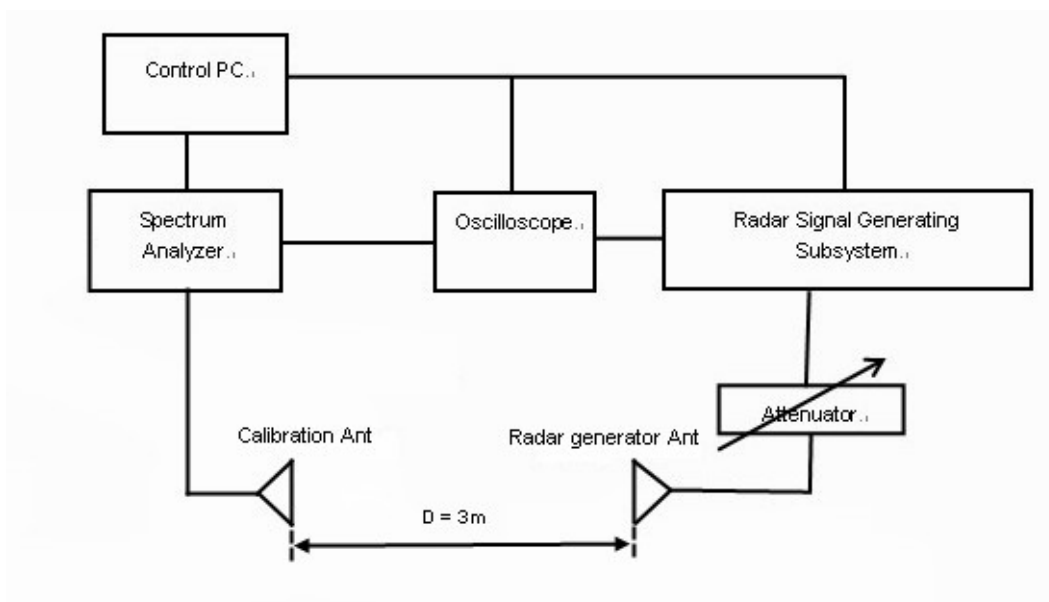 Control PC
Spectrum
Analyzer
Oscilloscope
Radar Signal Generating
Subsystem
Attenuator
Calibration Ant
Radar generator Ant
D = 3m